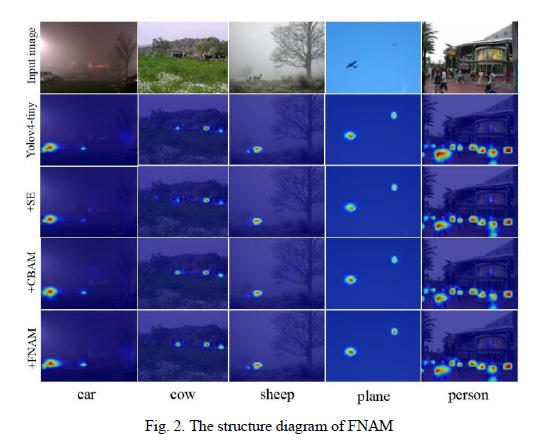 Input image
Yolov4-tiny
+SE
+CBAM
+FNAM
car cow sheep plane person
Fig. 2. The structure diagram of FNAM